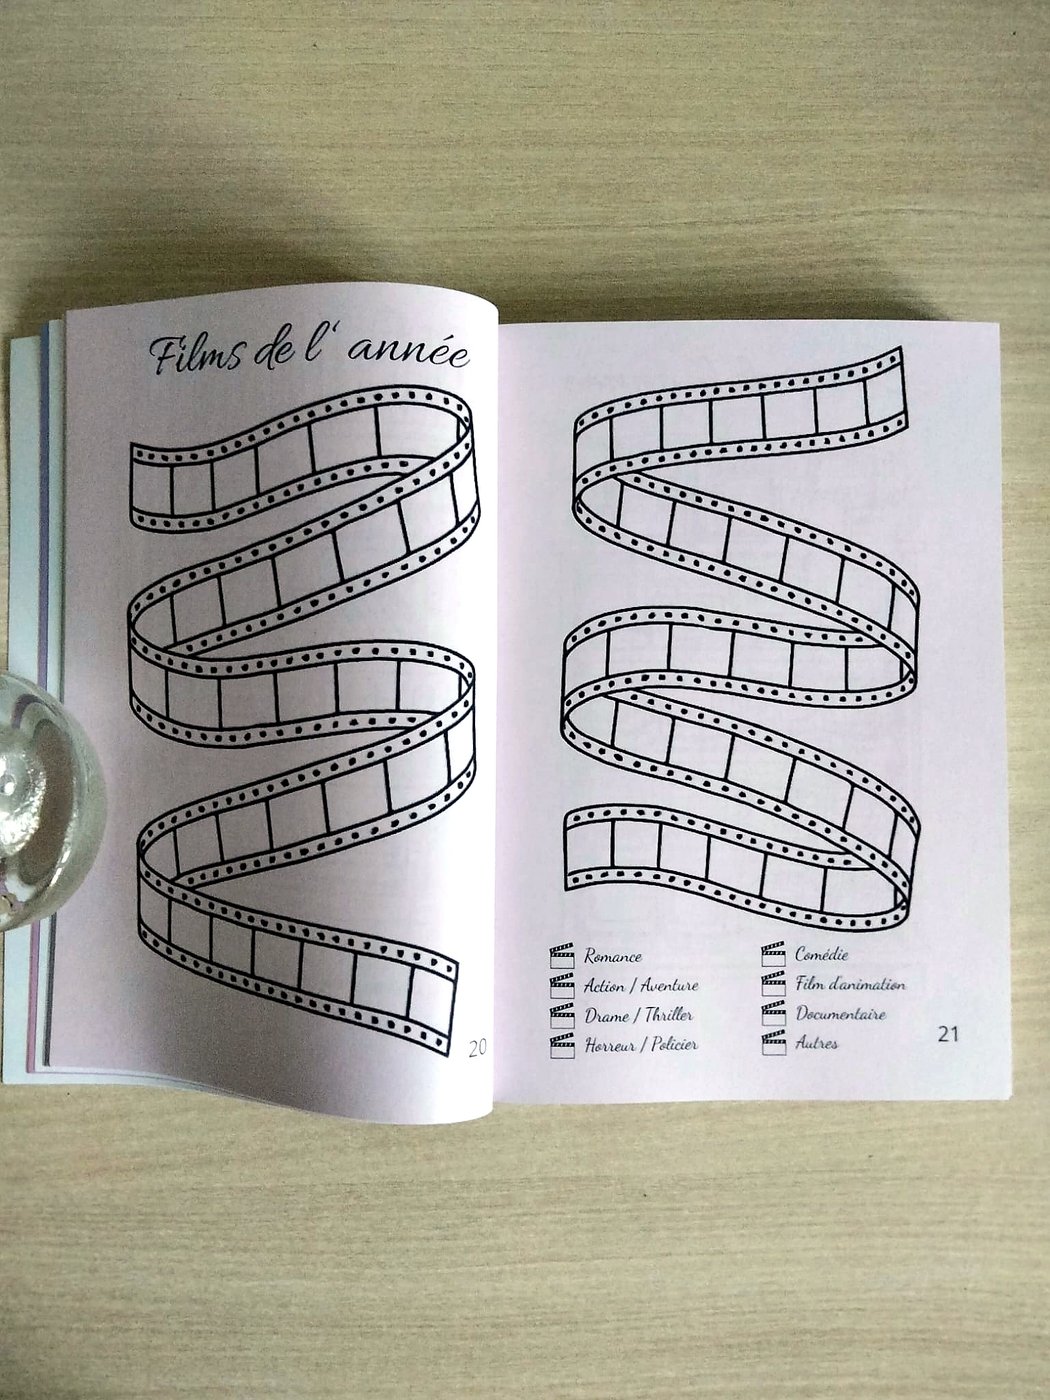 Films de l' année
20
Romance
Action / Aventure
Drame / Thriller
Horreur / Policier
Comédie
Film d'animation
Documentaire
Autres
21